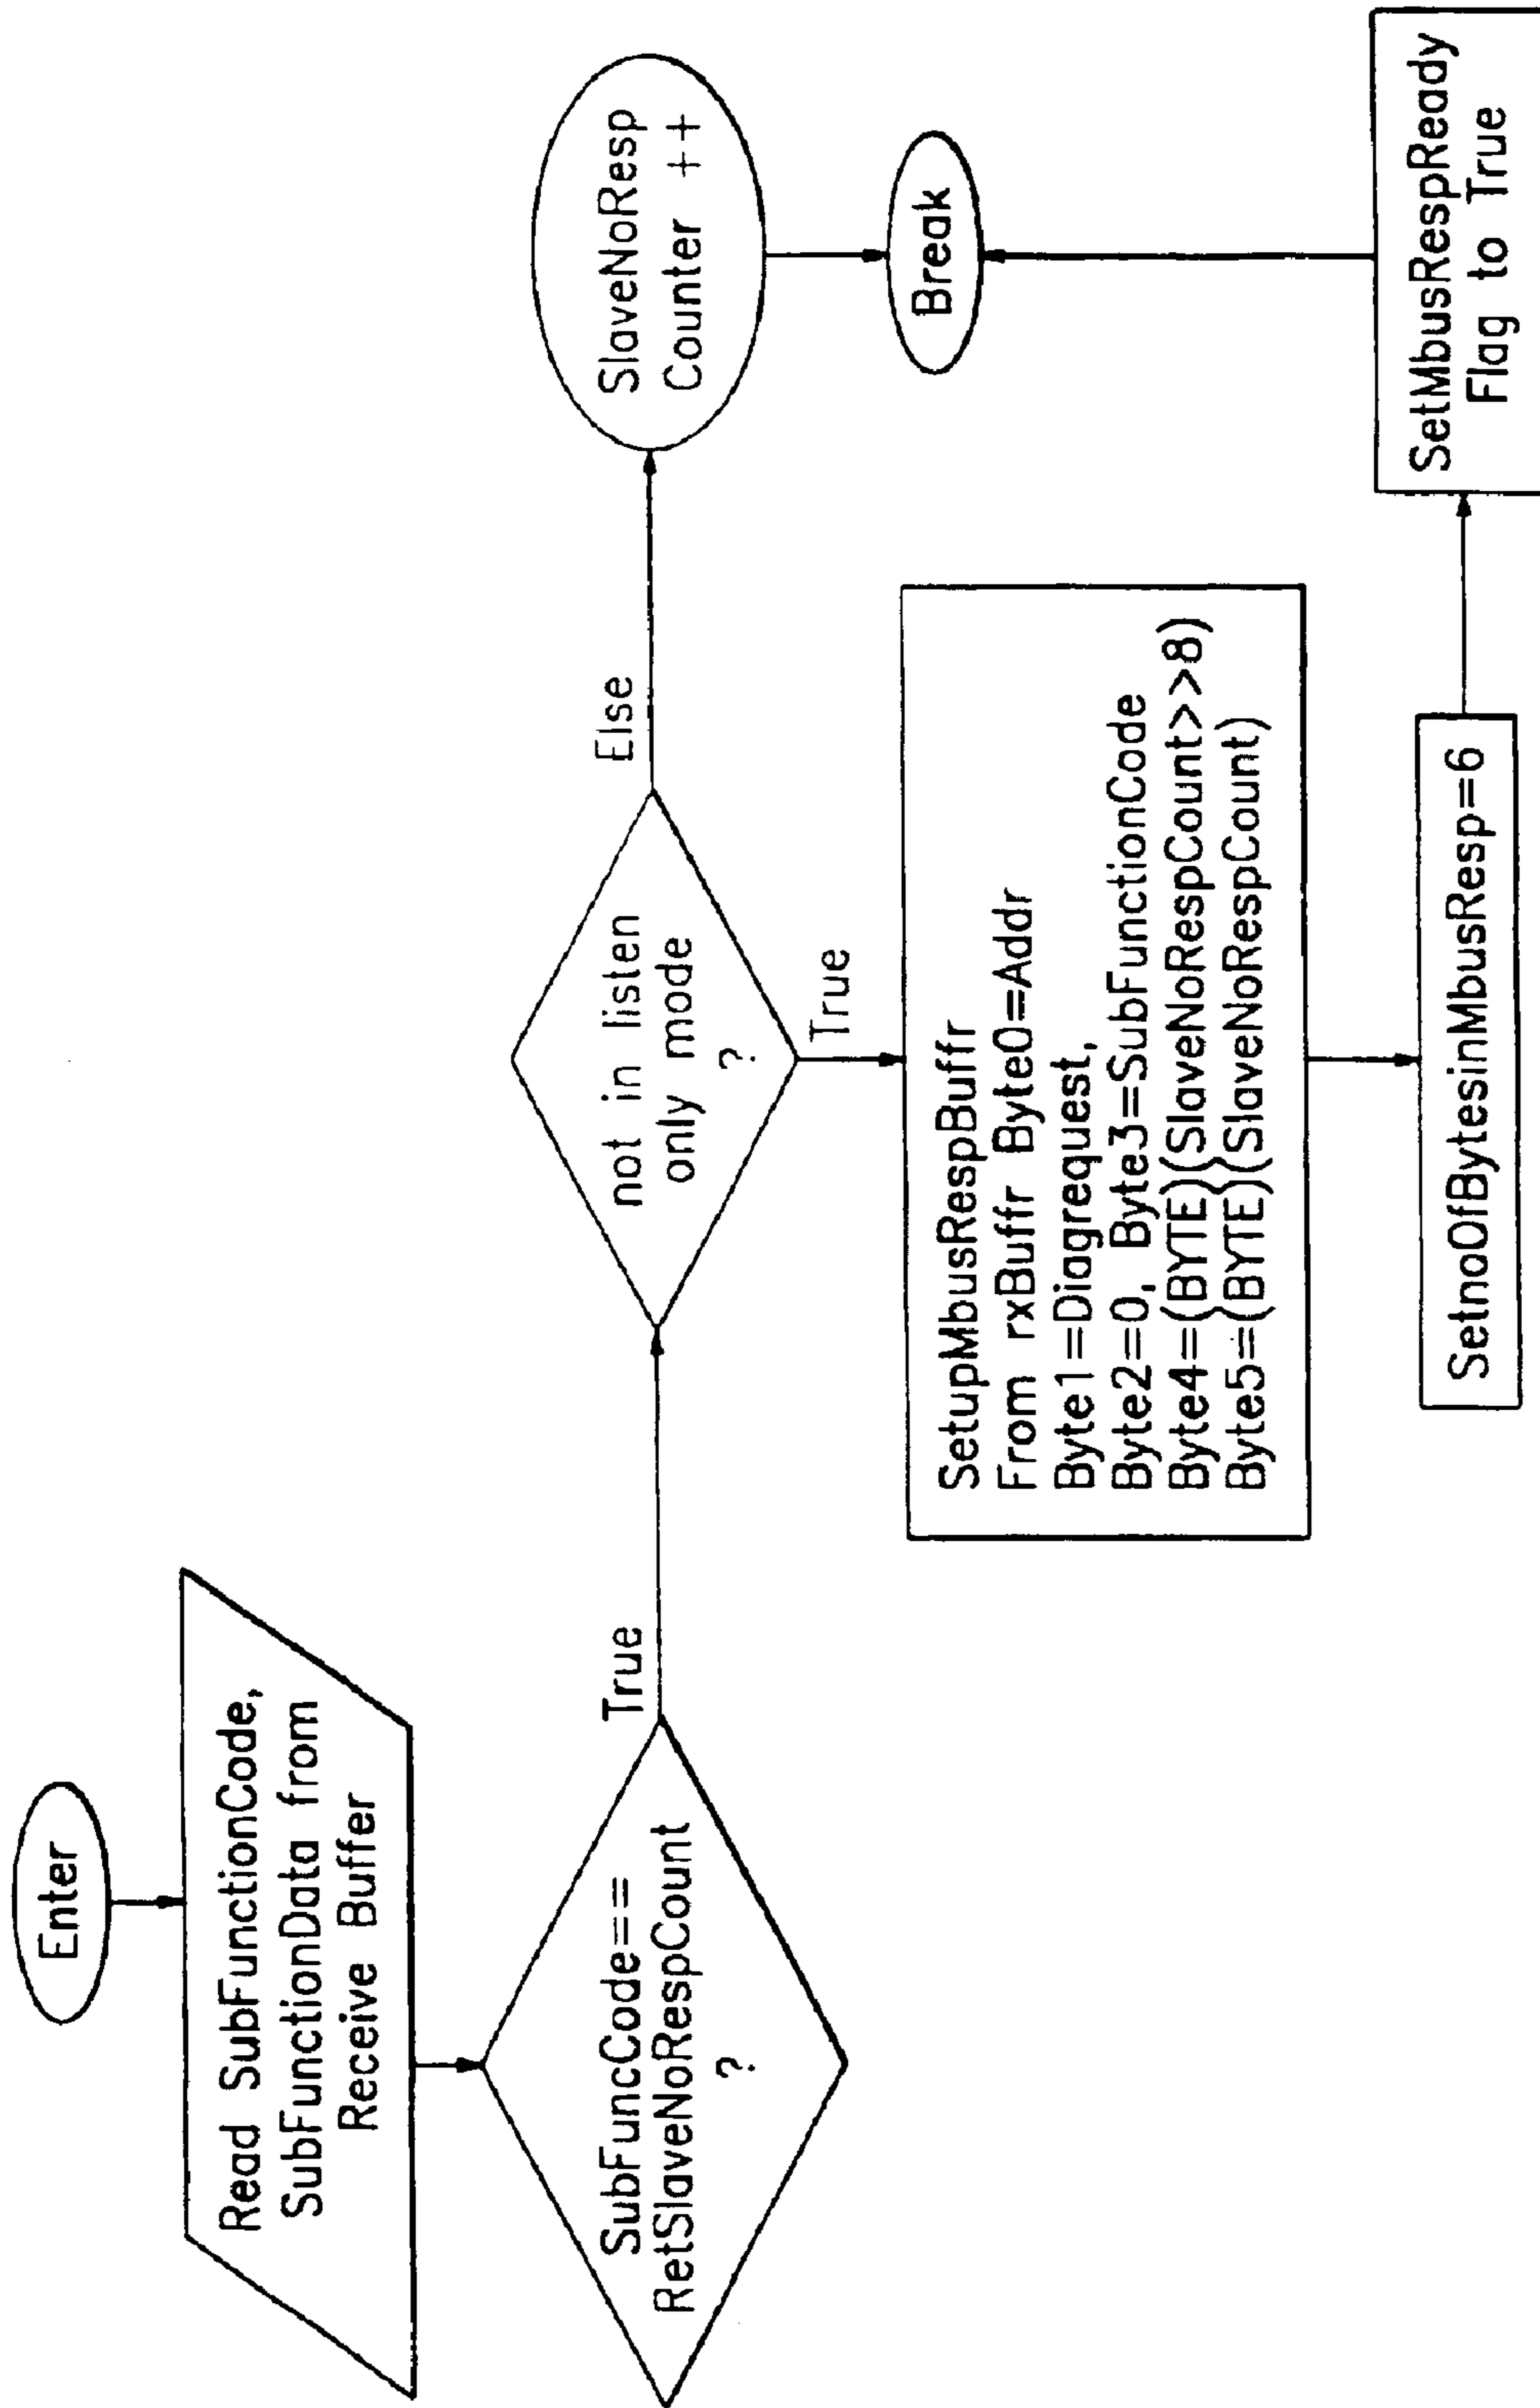 Enter
Read SubFunctionCode,
SubFunctionData from
Receive Buffer
SubFuncCode==
RetSlaveNoRespCount
?
True
not in listen
only mode
?
Else
SlaveNoResp
Counter ++
Break
True
SetupMbusRespBuffr
From rxBuffr Byte0=Addr
Byte1=Diagrequest,
Byte2=0, Byte3=SubFunctionCode
Byte4=(BYTE)(SlaveNoRespCount>>8)
Byte5=(BYTE)(SlaveNoRespCount)
SetnoOfBytesinMbusResp=6
SetMbusRespReady
Flag to True